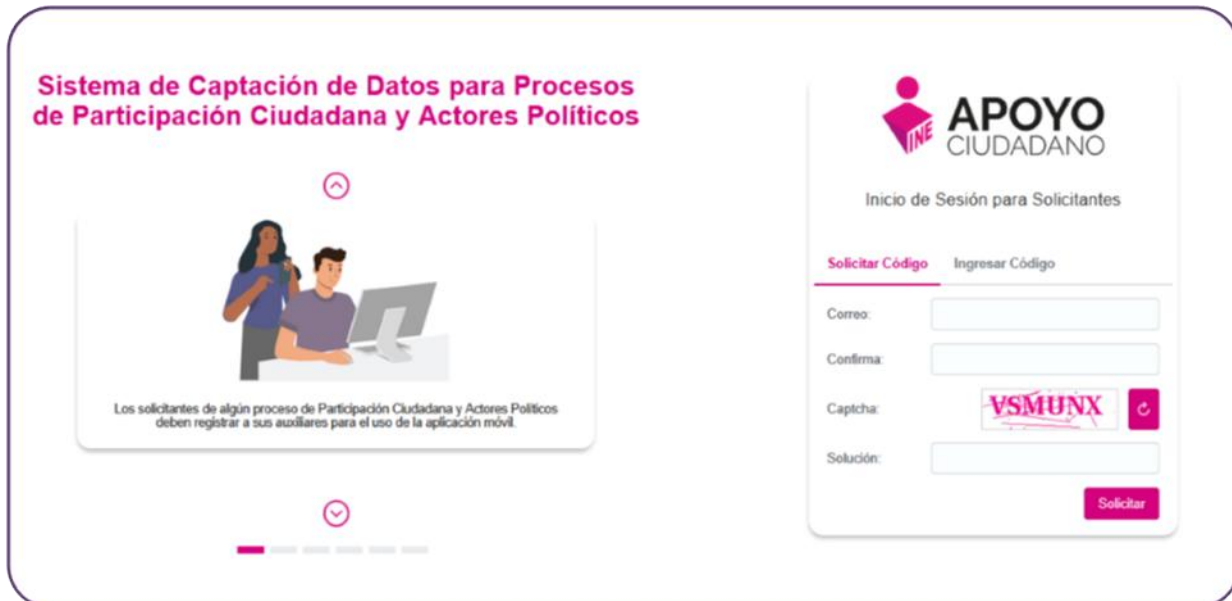 Sistema de Captación de Datos para Procesos
de Participación Ciudadana y Actores Políticos
Los solicitantes de algún proceso de Participación Ciudadana y Actores Políticos
deben registrar a sus auxiliares para el uso de la aplicación móvil.
INE
APOYO
CIUDADANO
Inicio de Sesión para Solicitantes
Solicitar Código Ingresar Código
Correo:
Confirma:
Captcha: VSMUNX
Solución:
Solicitar